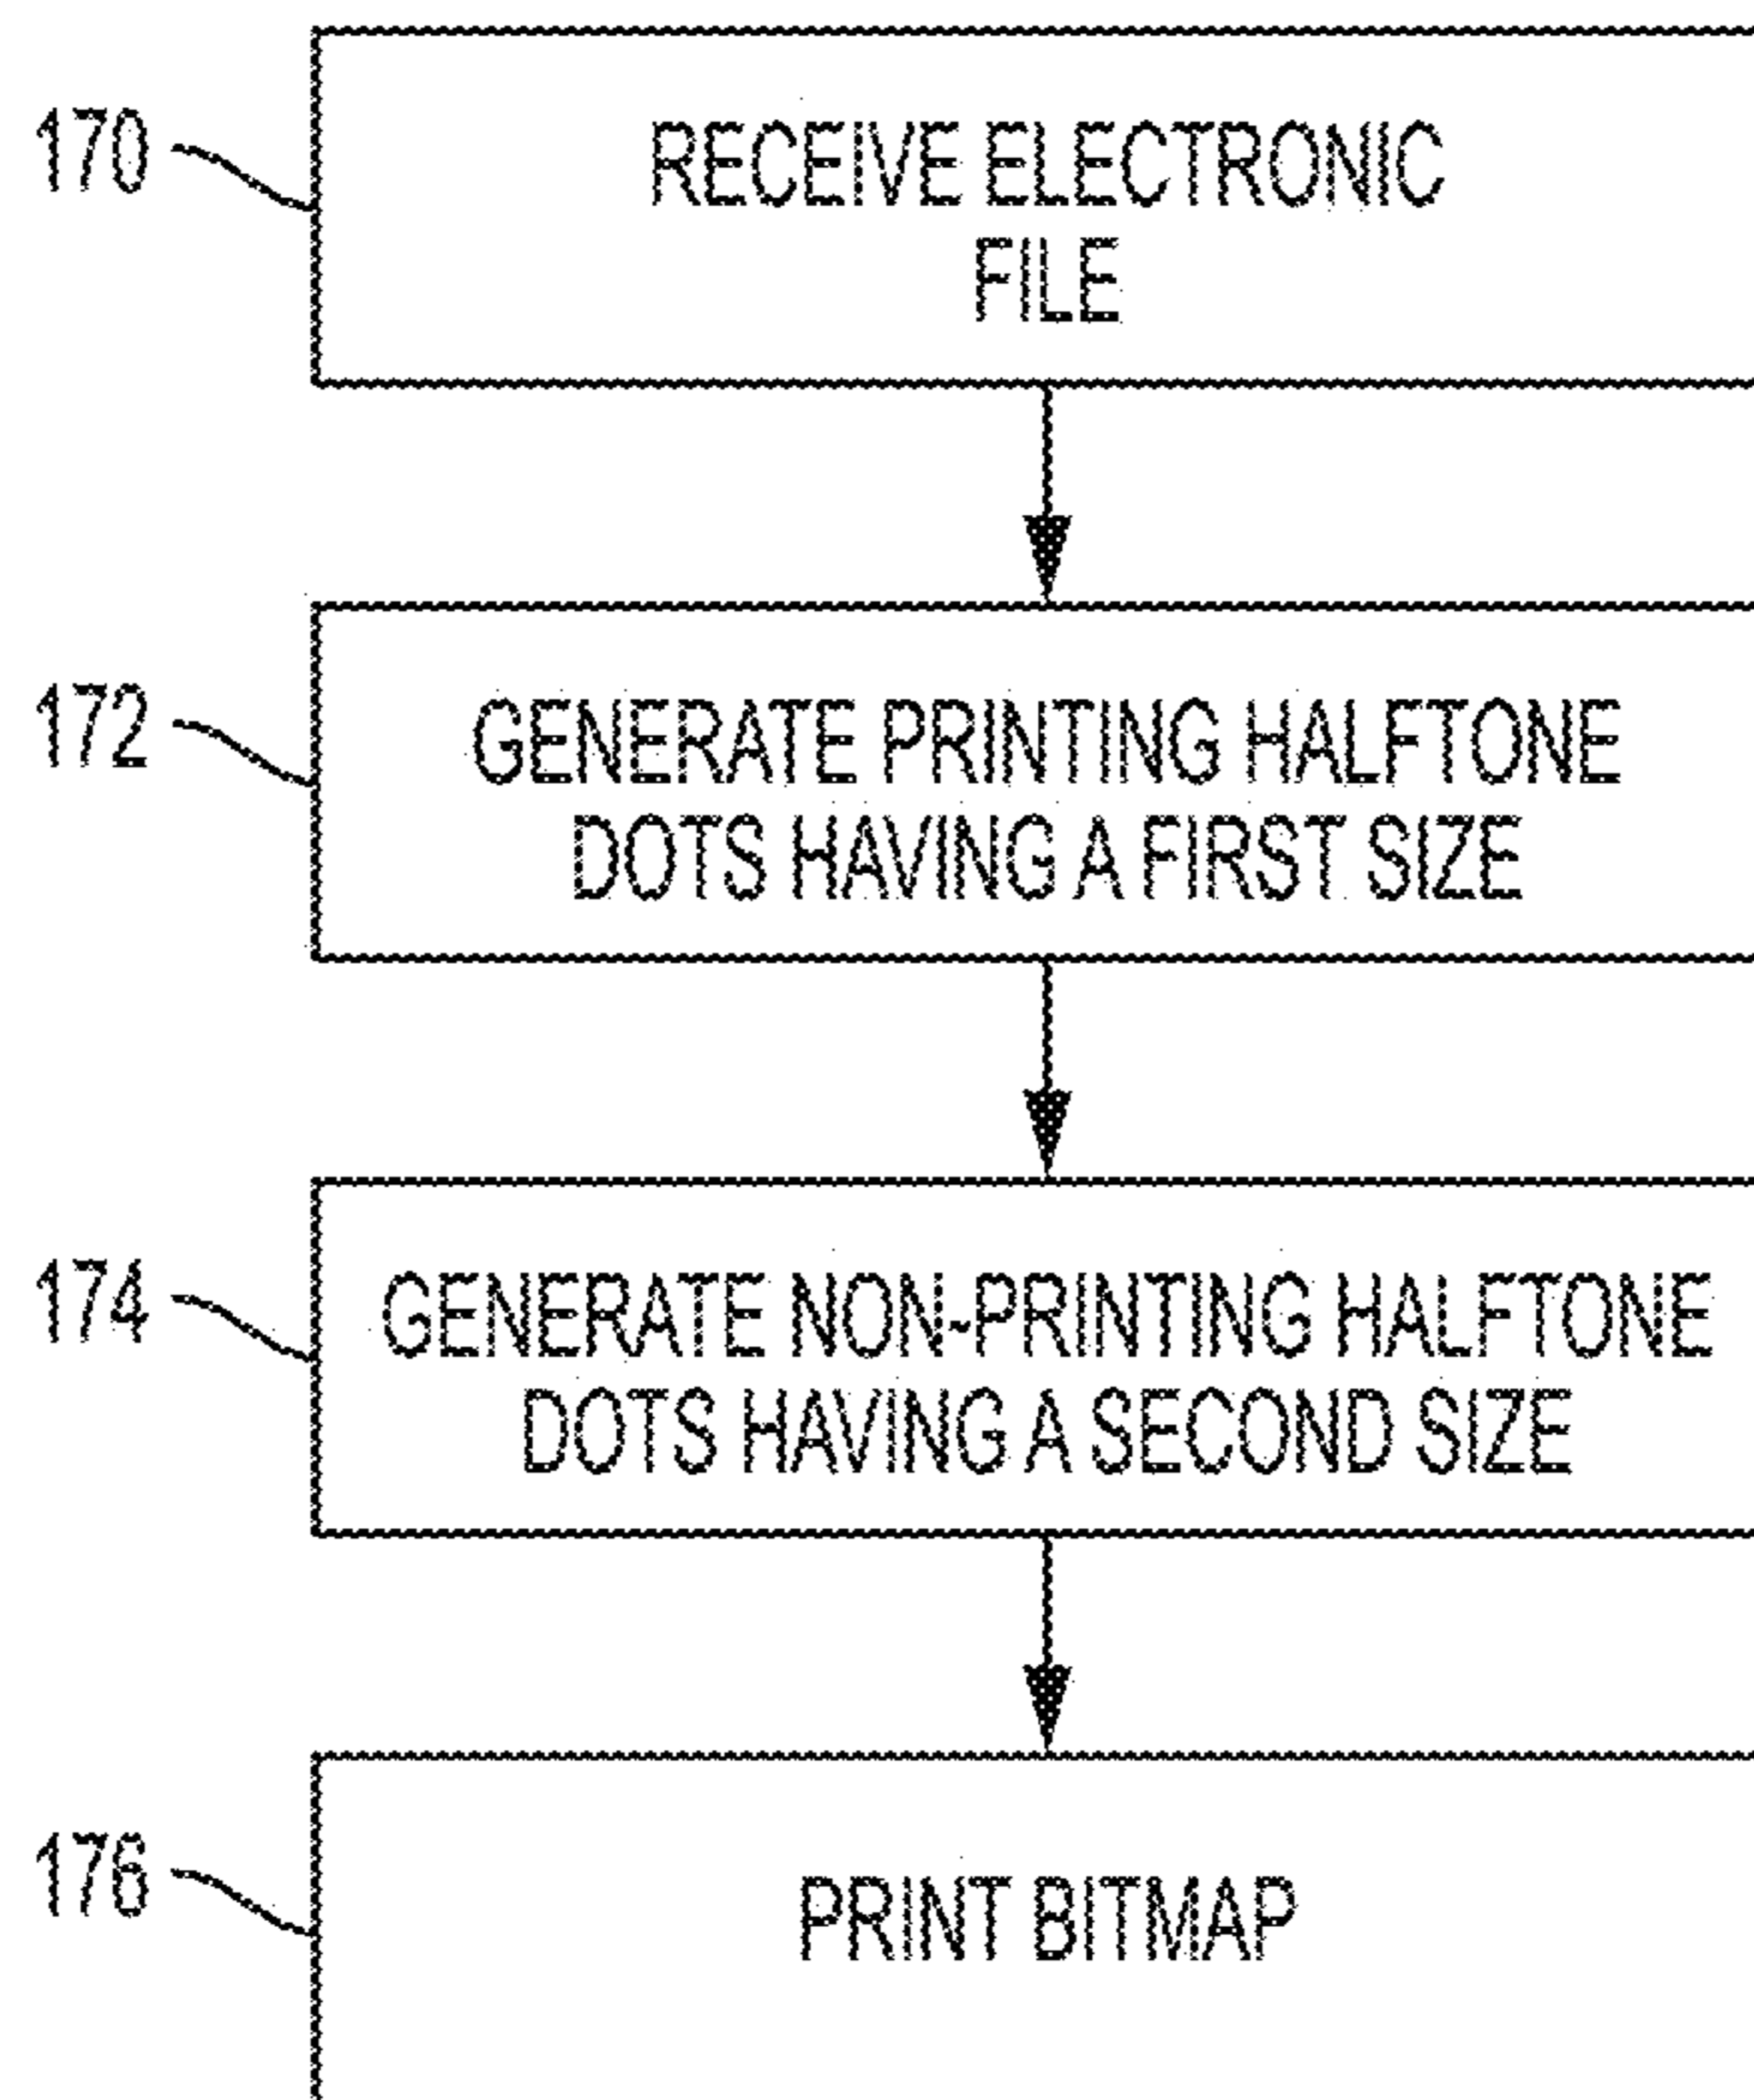 170
RECEIVE ELECTRONIC
FILE
172
GENERATE PRINTING HALFTONE
DOTS HAVING A FIRST SIZE
174
GENERATE NON-PRINTING HALFTONE
DOTS HAVING A SECOND SIZE
176
PRINT BITMAP